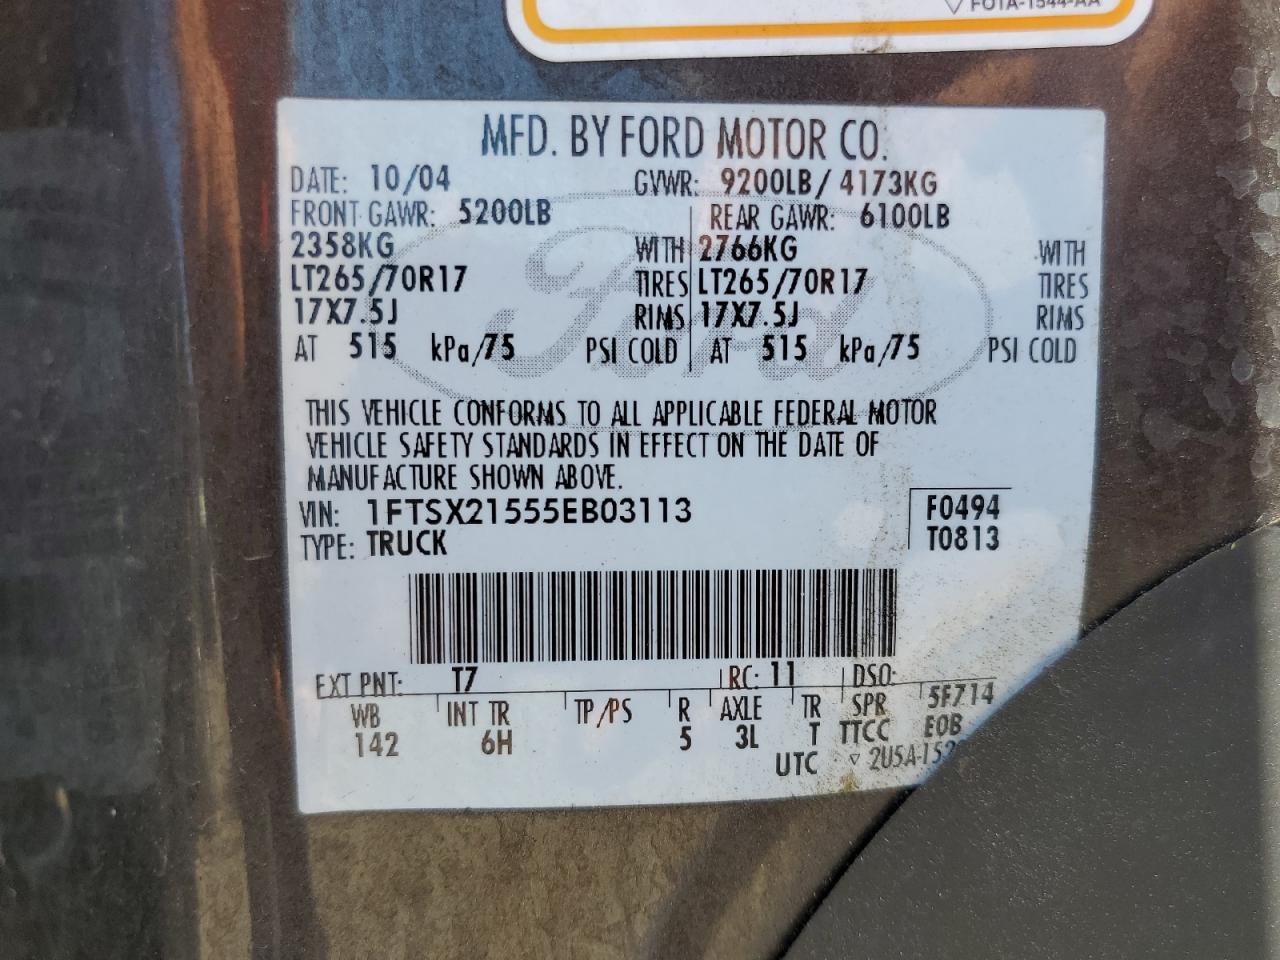 ▽ F01A-1544-AA
MFD. BY FORD MOTOR CO.
DATE: 10/04 GVWR: 9200LB/ 4173KG
FRONT GAWR: 5200LB REAR GAWR: 6100LB
2358KG WITH 2766KG WITH
LT265/70R17 TIRES LT265/70R17 TIRES
17X7.5J RIMS 17X7.5J RIMS
AT 515 kPa/75 PSI COLD AT 515 kPa/75 PSI COLD
Ford
THIS VEHICLE CONFORMS TO ALL APPLICABLE FEDERAL MOTOR
VEHICLE SAFETY STANDARDS IN EFFECT ON THE DATE OF
MANUFACTURE SHOWN ABOVE.
VIN: 1FTSX21555EB03113 F0494
TYPE: TRUCK T0813
EXT PNT: T7 RC: 11 DSO:
WB INT TR TP/PS R AXLE TR SPR 5F714
142 6H 5 3L T TTCC E0B
UTC ▽ 2U5A-152